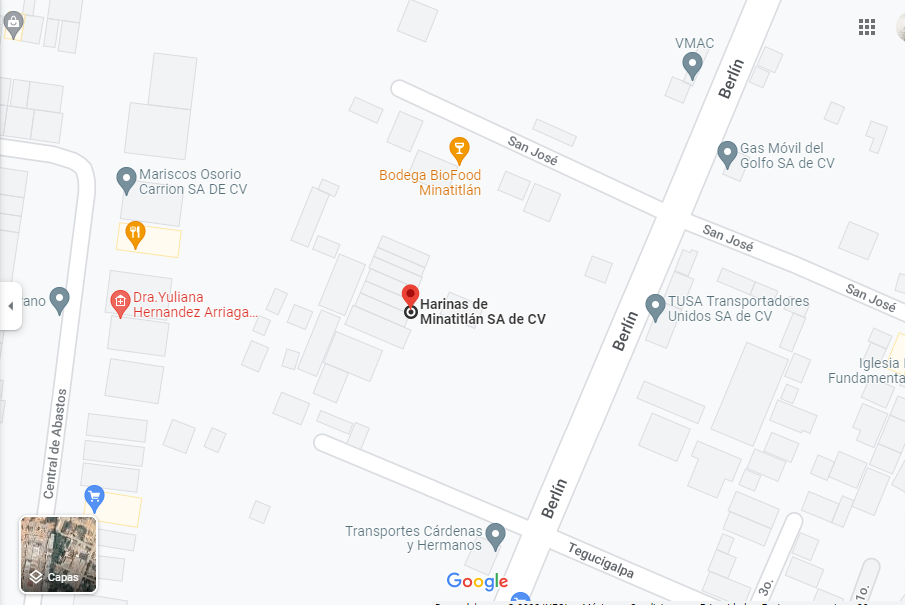 VMAC
Berlín
San José
Gas Móvil del
Golfo SA de CV
Bodega BioFood
Minatitlán
Mariscos Osorio
Carrion SA DE CV
San José
San José
ano
Dra.Yuliana
Hernandez Arriaga...
Harinas de
Minatitlán SA de CV
TUSA Transportadores
Unidos SA de CV
Berlín
Iglesia
Fundamenta
Central de Abastos
Berlín
Transportes Cárdenas
y Hermanos
Tegucigalpa
3o.
1o.
Capas
Google